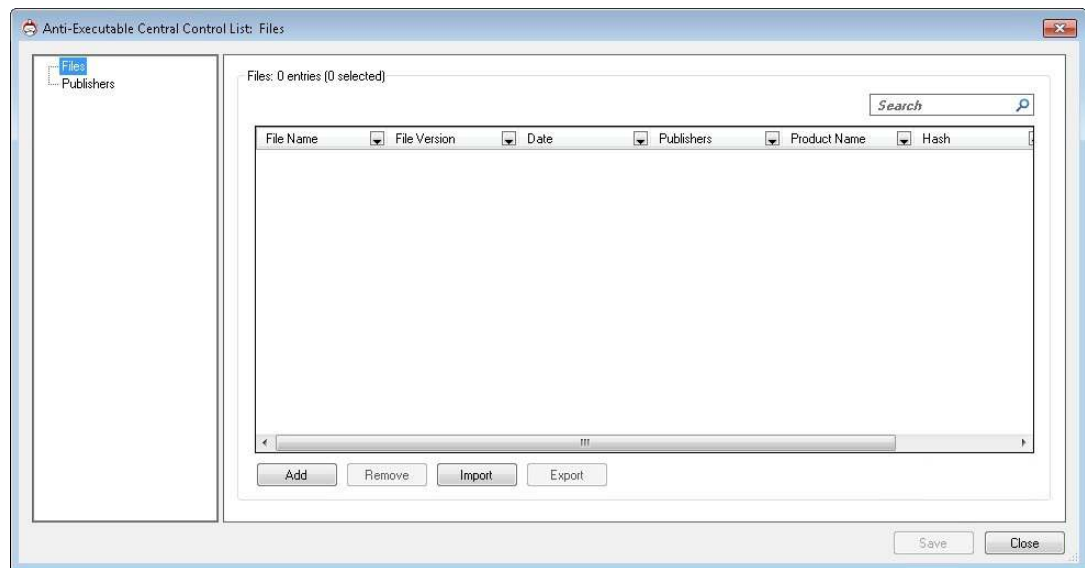 Anti-Executable Central Control List: Files
Files
Publishers
Files: 0 entries (0 selected)
Search
File Name File Version Date Publishers Product Name Hash
Add Remove Import Export
Save Close